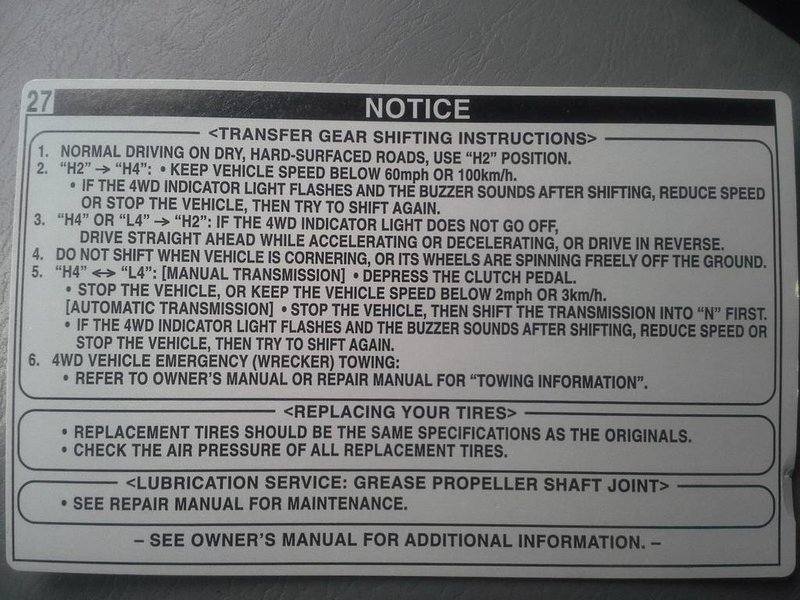 27
NOTICE
<TRANSFER GEAR SHIFTING INSTRUCTIONS>
1. NORMAL DRIVING ON DRY, HARD-SURFACED ROADS, USE “H2” POSITION.
2. “H2” → “H4”: • KEEP VEHICLE SPEED BELOW 60mph OR 100km/h.
• IF THE 4WD INDICATOR LIGHT FLASHES AND THE BUZZER SOUNDS AFTER SHIFTING, REDUCE SPEED
OR STOP THE VEHICLE, THEN TRY TO SHIFT AGAIN.
3. “H4” OR “L4” → “H2”: IF THE 4WD INDICATOR LIGHT DOES NOT GO OFF,
DRIVE STRAIGHT AHEAD WHILE ACCELERATING OR DECELERATING, OR DRIVE IN REVERSE.
4. DO NOT SHIFT WHEN VEHICLE IS CORNERING, OR ITS WHEELS ARE SPINNING FREELY OFF THE GROUND.
5. “H4” ↔ “L4”: [MANUAL TRANSMISSION] • DEPRESS THE CLUTCH PEDAL.
• STOP THE VEHICLE, OR KEEP THE VEHICLE SPEED BELOW 2mph OR 3km/h.
[AUTOMATIC TRANSMISSION] • STOP THE VEHICLE, THEN SHIFT THE TRANSMISSION INTO “N” FIRST.
• IF THE 4WD INDICATOR LIGHT FLASHES AND THE BUZZER SOUNDS AFTER SHIFTING, REDUCE SPEED OR
STOP THE VEHICLE, THEN TRY TO SHIFT AGAIN.
6. 4WD VEHICLE EMERGENCY (WRECKER) TOWING:
• REFER TO OWNER’S MANUAL OR REPAIR MANUAL FOR “TOWING INFORMATION”.
<REPLACING YOUR TIRES>
• REPLACEMENT TIRES SHOULD BE THE SAME SPECIFICATIONS AS THE ORIGINALS.
• CHECK THE AIR PRESSURE OF ALL REPLACEMENT TIRES.
<LUBRICATION SERVICE: GREASE PROPELLER SHAFT JOINT>
• SEE REPAIR MANUAL FOR MAINTENANCE.
– SEE OWNER’S MANUAL FOR ADDITIONAL INFORMATION. –